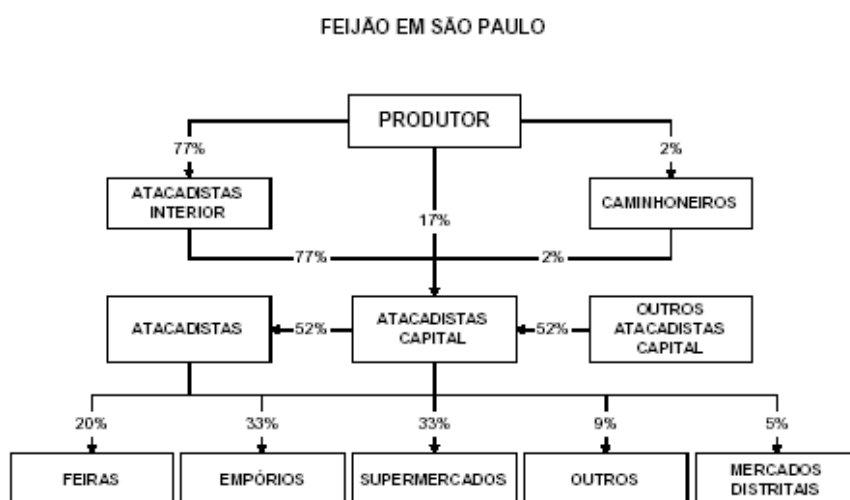 FEIJÃO EM SÃO PAULO
PRODUTOR
77%
2%
ATACADISTAS
INTERIOR
CAMINHONEIROS
17%
77%
2%
ATACADISTAS
52%
ATACADISTAS
CAPITAL
52%
OUTROS
ATACADISTAS
CAPITAL
20%
33%
33%
9%
5%
FEIRAS
EMPÓRIOS
SUPERMERCADOS
OUTROS
MERCADOS
DISTRITAIS